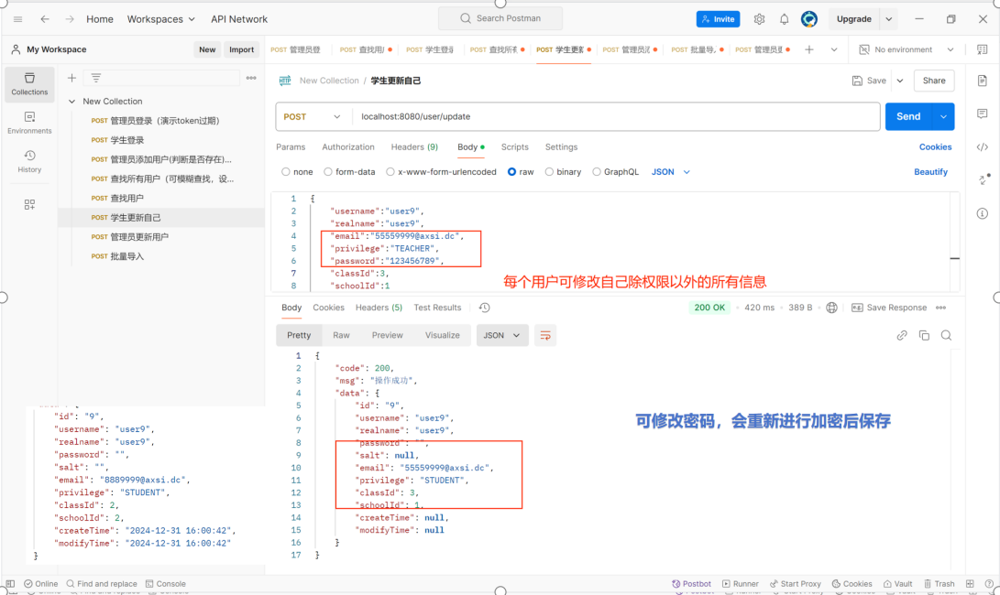 Home Workspaces API Network Search Postman Invite Upgrade
My Workspace New Import
POST 管理员登 POST 查找用 POST 学生登录 POST 查找所有 POST 学生更新 POST 管理员 POST 批量导 POST 管理员 No environment
Collections
Environments
History
New Collection
POST 管理员登录（演示token过期）
POST 学生登录
POST 管理员添加用户(判断是否存在)...
POST 查找所有用户（可模糊查找，设...
POST 查找用户
POST 学生更新自己
POST 管理员更新用户
POST 批量导入
HTTP New Collection / 学生更新自己 Save Share
POST localhost:8080/user/update Send
Params Authorization Headers (9) Body Scripts Settings Cookies
none form-data x-www-form-urlencoded raw binary GraphQL JSON Beautify
1 {
2 "username":"user9",
3 "realname":"user9",
4 "email":"55559999@axsi.dc",
5 "privilege":"TEACHER",
6 "password":"123456789",
7 "classId":3,
8 "schoolId":1
每个用户可修改自己除权限以外的所有信息
Body Cookies Headers (5) Test Results 200 OK 420 ms 389 B Save Response
Pretty Raw Preview Visualize JSON
1 {
2 "code": 200,
3 "msg": "操作成功",
4 "data": {
5 "id": "9",
6 "username": "user9",
7 "realname": "user9",
8 "password": "",
9 "salt": null,
10 "email": "55559999@axsi.dc",
11 "privilege": "STUDENT",
12 "classId": 3,
13 "schoolId": 1,
14 "createTime": null,
15 "modifyTime": null
16 }
17 }
可修改密码，会重新进行加密后保存
"id": "9",
"username": "user9",
"realname": "user9",
"password": "",
"salt": "",
"email": "8889999@axsi.dc",
"privilege": "STUDENT",
"classId": 2,
"schoolId": 2,
"createTime": "2024-12-31 16:00:42",
"modifyTime": "2024-12-31 16:00:42"
}
Online Find and replace Console Postbot Runner Start Proxy Cookies Vault Trash